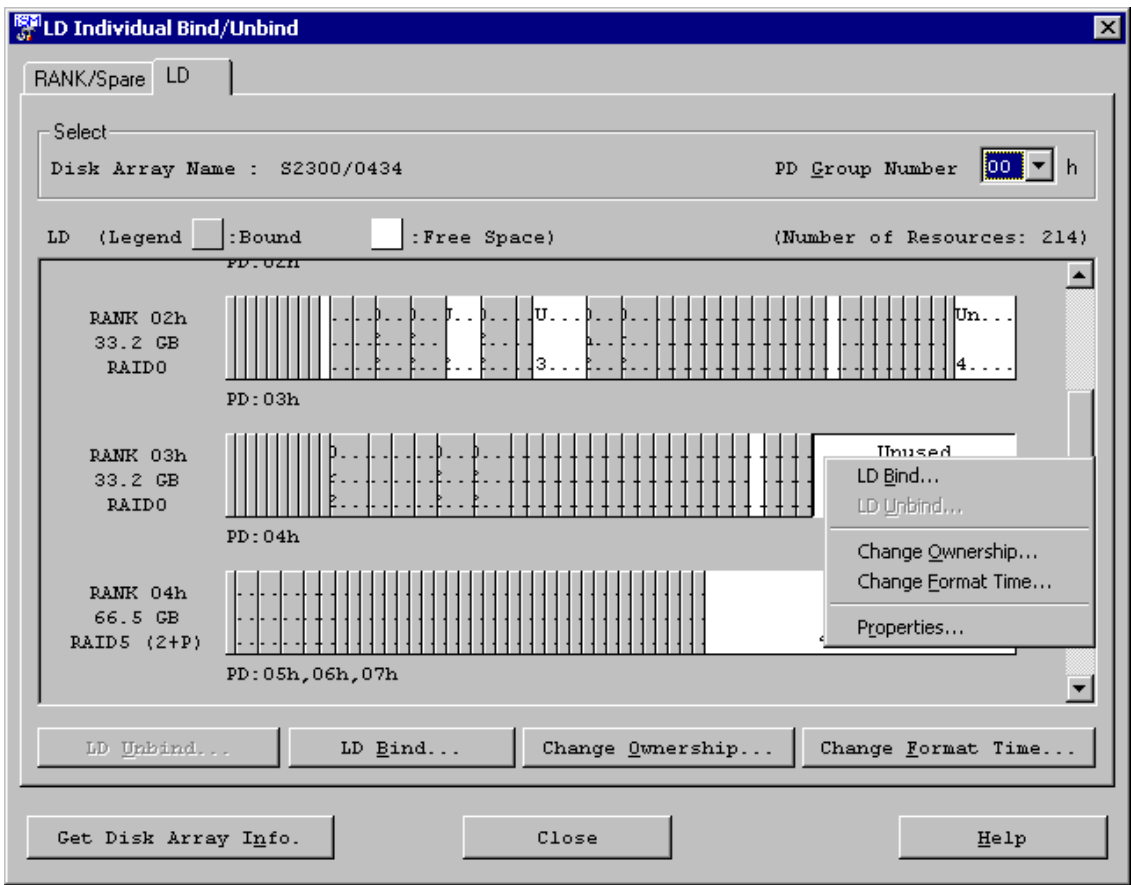 LD Individual Bind/Unbind
RANK/Spare LD
Select
Disk Array Name : S2300/0434 PD Group Number 00 h
LD (Legend :Bound :Free Space) (Number of Resources: 214)
PD:02h
RANK 02h
33.2 GB
RAID0
U.. U... Un...
3... 4....
PD:03h
RANK 03h
33.2 GB
RAID0
Unused
PD:04h
RANK 04h
66.5 GB
RAID5 (2+P)
PD:05h,06h,07h
LD Bind...
LD Unbind...
Change Ownership...
Change Format Time...
Properties...
LD Unbind... LD Bind... Change Ownership... Change Format Time...
Get Disk Array Info. Close Help